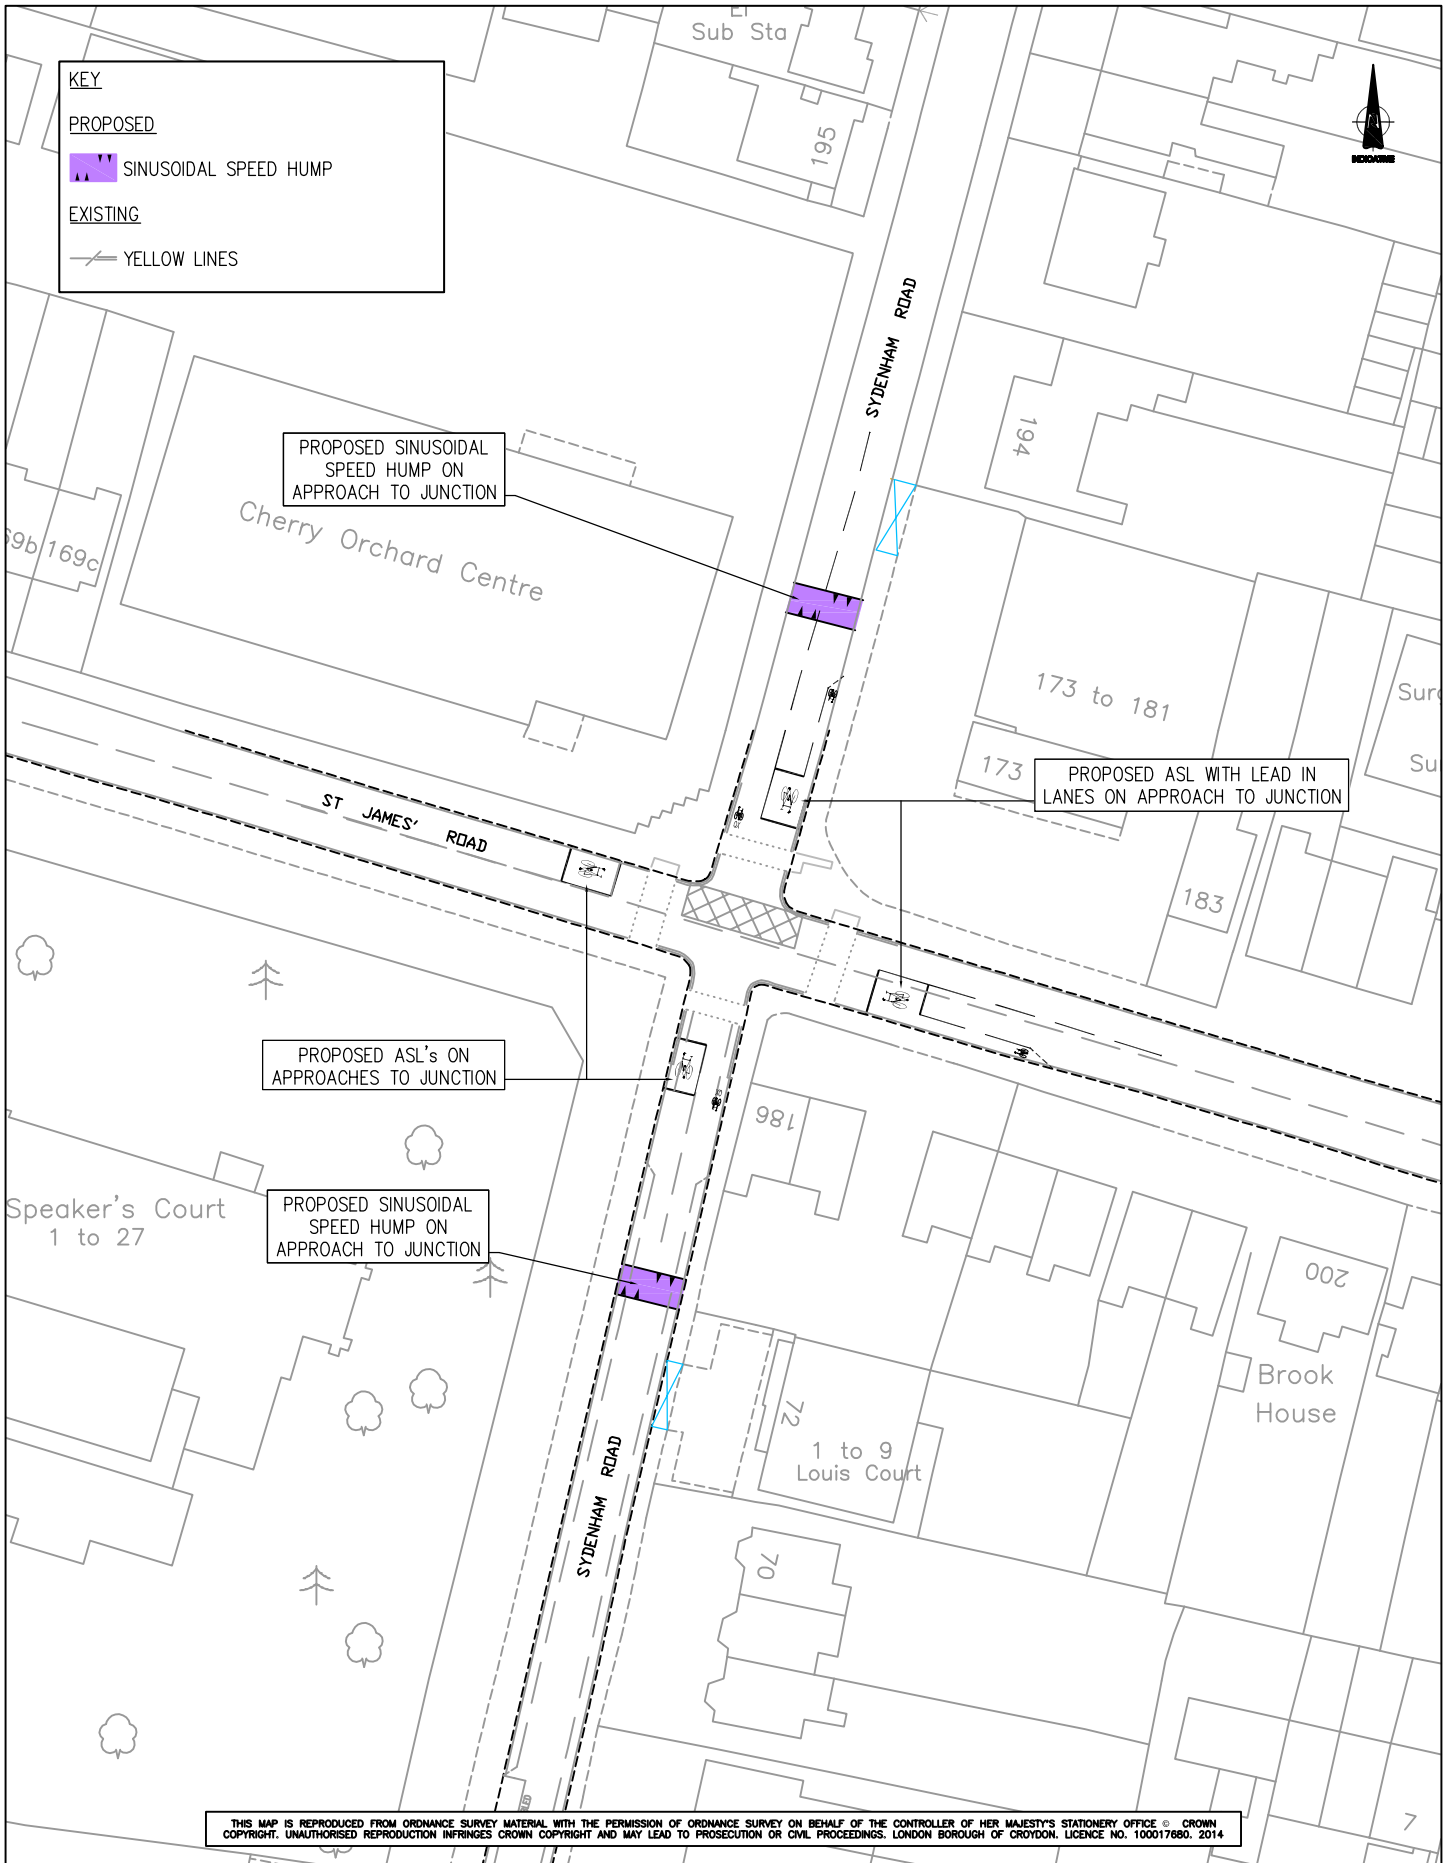 Sub Sta
KEY
PROPOSED
SINUSOIDAL SPEED HUMP
EXISTING
YELLOW LINES
N
INDICATIVE
195
SYDENHAM ROAD
194
PROPOSED SINUSOIDAL
SPEED HUMP ON
APPROACH TO JUNCTION
Cherry Orchard Centre
69b
169c
173 to 181
173
PROPOSED ASL WITH LEAD IN
LANES ON APPROACH TO JUNCTION
ST JAMES' ROAD
183
PROPOSED ASL's ON
APPROACHES TO JUNCTION
186
Speaker's Court
1 to 27
PROPOSED SINUSOIDAL
SPEED HUMP ON
APPROACH TO JUNCTION
200
Brook
House
72
1 to 9
Louis Court
SYDENHAM ROAD
70
7
THIS MAP IS REPRODUCED FROM ORDNANCE SURVEY MATERIAL WITH THE PERMISSION OF ORDNANCE SURVEY ON BEHALF OF THE CONTROLLER OF HER MAJESTY'S STATIONERY OFFICE © CROWN
COPYRIGHT. UNAUTHORISED REPRODUCTION INFRINGES CROWN COPYRIGHT AND MAY LEAD TO PROSECUTION OR CIVIL PROCEEDINGS. LONDON BOROUGH OF CROYDON. LICENCE NO. 100017680. 2014